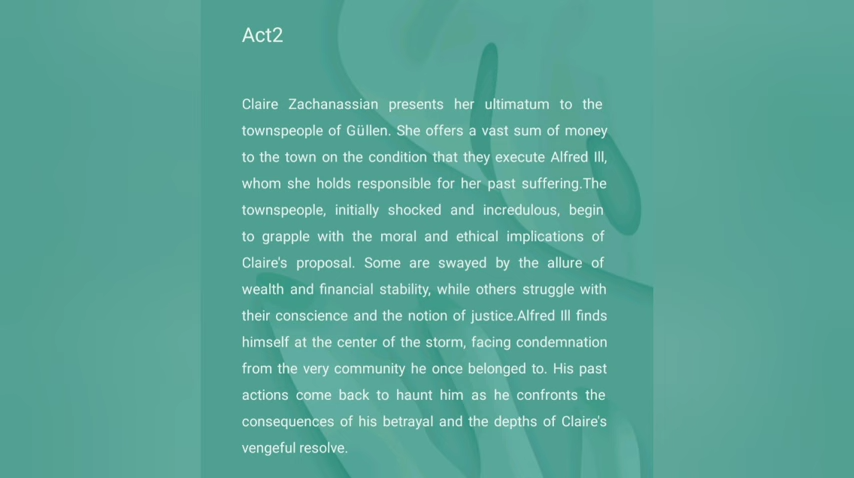 Act2
Claire Zachanassian presents her ultimatum to the
townspeople of Güllen. She offers a vast sum of money
to the town on the condition that they execute Alfred Ill,
whom she holds responsible for her past suffering.The
townspeople, initially shocked and incredulous, begin
to grapple with the moral and ethical implications of
Claire's proposal. Some are swayed by the allure of
wealth and financial stability, while others struggle with
their conscience and the notion of justice.Alfred Ill finds
himself at the center of the storm, facing condemnation
from the very community he once belonged to. His past
actions come back to haunt him as he confronts the
consequences of his betrayal and the depths of Claire's
vengeful resolve.